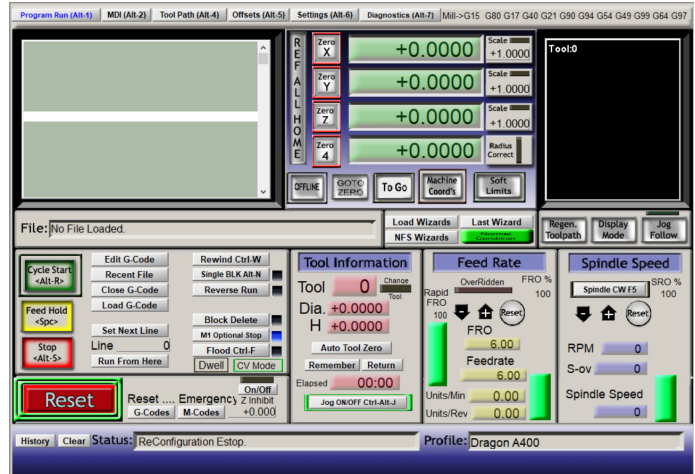 Program Run (Alt-1) MDI (Alt-2) Tool Path (Alt-4) Offsets (Alt-5) Settings (Alt-6) Diagnostics (Alt-7) Mill->G15 G80 G17 G40 G21 G90 G94 G54 G49 G99 G64 G97
REF ALL HOME
Zero X +0.0000 Scale +1.0000
Zero Y +0.0000 Scale +1.0000
Zero Z +0.0000 Scale +1.0000
Zero 4 +0.0000 Radius Correct
OFFLINE GOTO ZERO To Go Machine Coord's Soft Limits
Tool:0
File: No File Loaded.
Load Wizards Last Wizard
NFS Wizards Normal Condition
Regen. Toolpath Display Mode Jog Follow
Cycle Start <Alt-R>
Feed Hold <Spc>
Stop <Alt-S>
Edit G-Code Rewind Ctrl-W
Recent File Single BLK Alt-N
Close G-Code Reverse Run
Load G-Code
Block Delete
Set Next Line M1 Optional Stop
Line 0 Flood Ctrl-F
Run From Here Dwell CV Mode
Reset
Reset .... Emergency
G-Codes M-Codes
On/Off
Z Inhibit
+0.000
Tool Information
Tool 0 Change Tool
Dia. +0.0000
H +0.0000
Auto Tool Zero
Remember Return
Elapsed 00:00
Jog ON/OFF Ctrl-Alt-J
Feed Rate
OverRidden FRO %
Rapid 100
FRO
100 Reset
FRO
6.00
Feedrate
6.00
Units/Min 0.00
Units/Rev 0.00
Spindle Speed
Spindle CW F5 SRO %
100
Reset
RPM 0
S-ov 0
Spindle Speed
0
History Clear Status: ReConfiguration Estop. Profile: Dragon A400